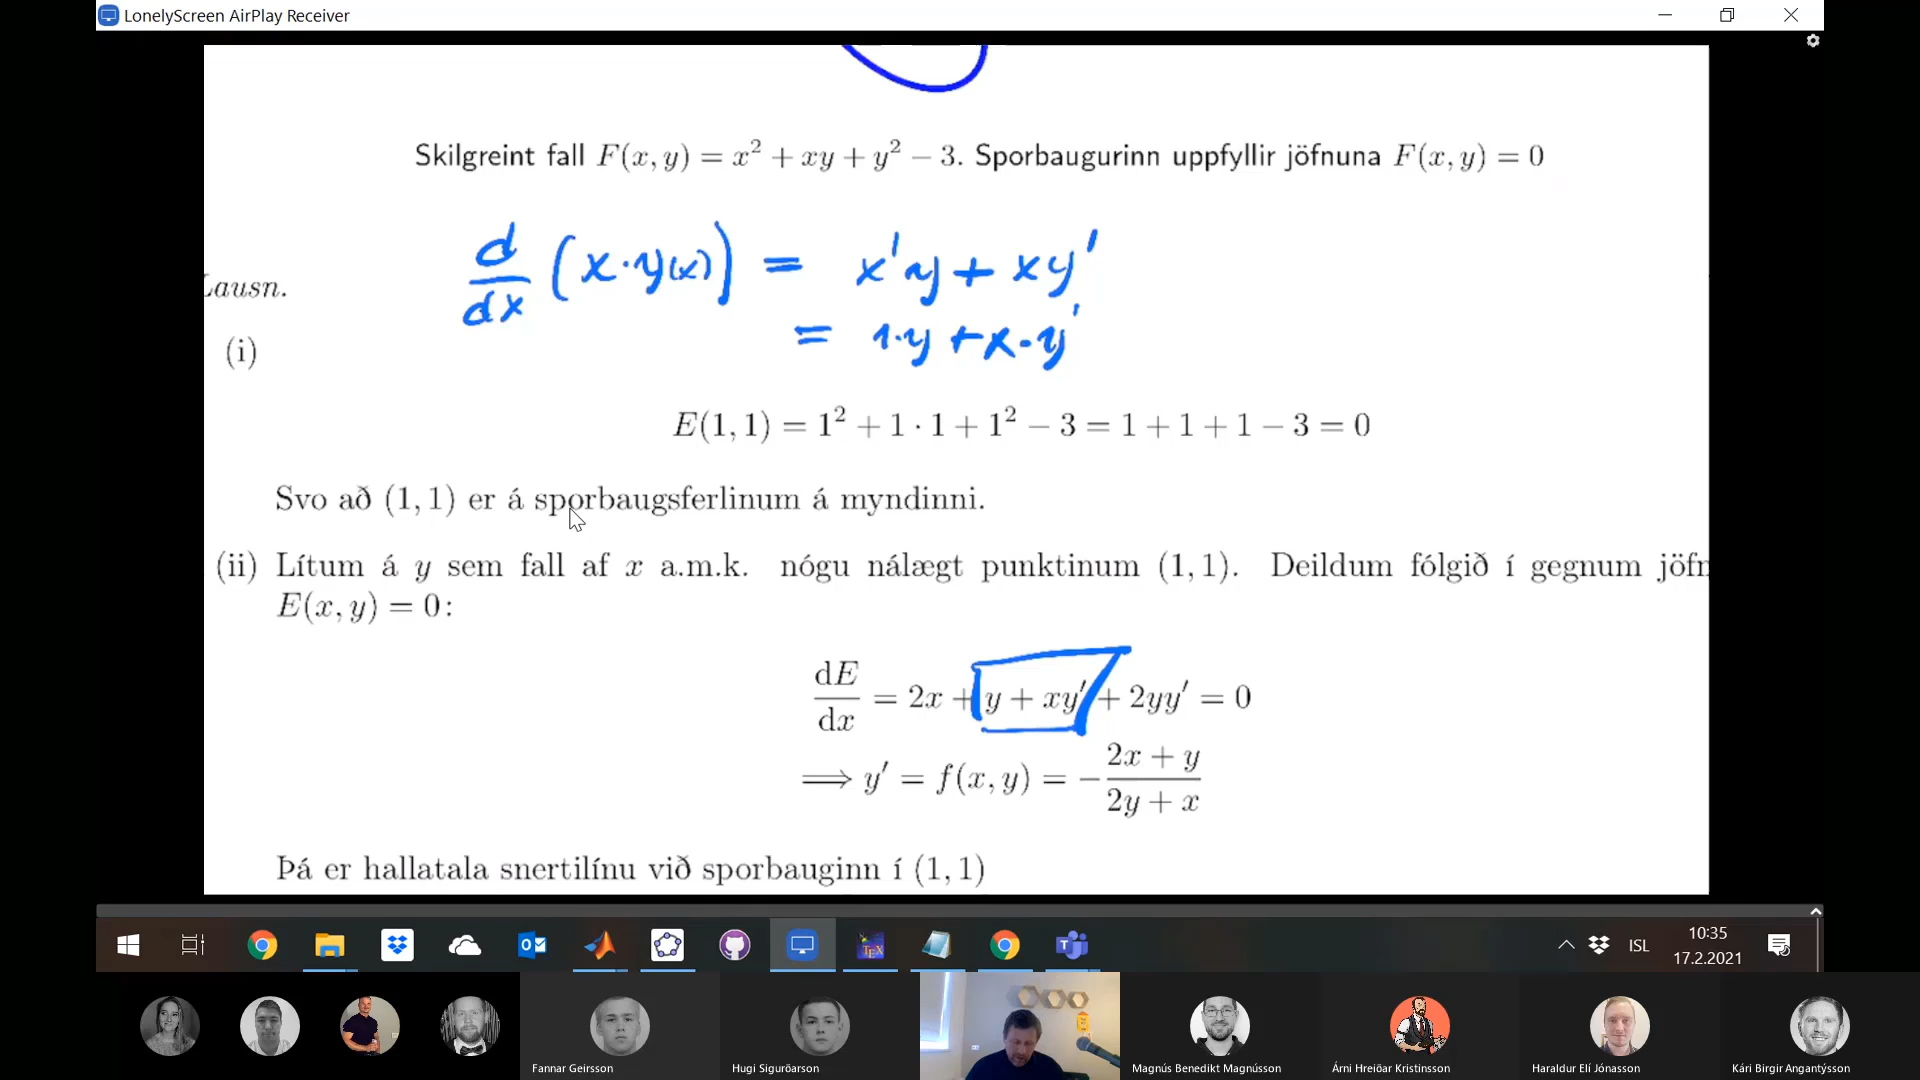 LonelyScreen AirPlay Receiver
Skilgreint fall F(x, y) = x² + xy + y² − 3. Sporbaugurinn uppfyllir jöfnuna F(x, y) = 0
d/dx (x·y(x)) = x'y + xy'
= 1·y + x·y'
Lausn.
(i)
E(1, 1) = 1² + 1 · 1 + 1² − 3 = 1 + 1 + 1 − 3 = 0
Svo að (1, 1) er á sporbaugsferlinum á myndinni.
(ii) Lítum á y sem fall af x a.m.k. nógu nálægt punktinum (1, 1). Deildum fólgið í gegnum jöfn
E(x, y) = 0:
dE/dx = 2x + y + xy' + 2yy' = 0
⟹ y' = f(x, y) = −(2x + y)/(2y + x)
Þá er hallatala snertilínu við sporbauginn í (1, 1)
ISL
10:35
17.2.2021
Fannar Geirsson
Hugi Sigurðarson
Magnús Benedikt Magnússon
Árni Hreiðar Kristinsson
Haraldur Elí Jónasson
Kári Birgir Angantýsson